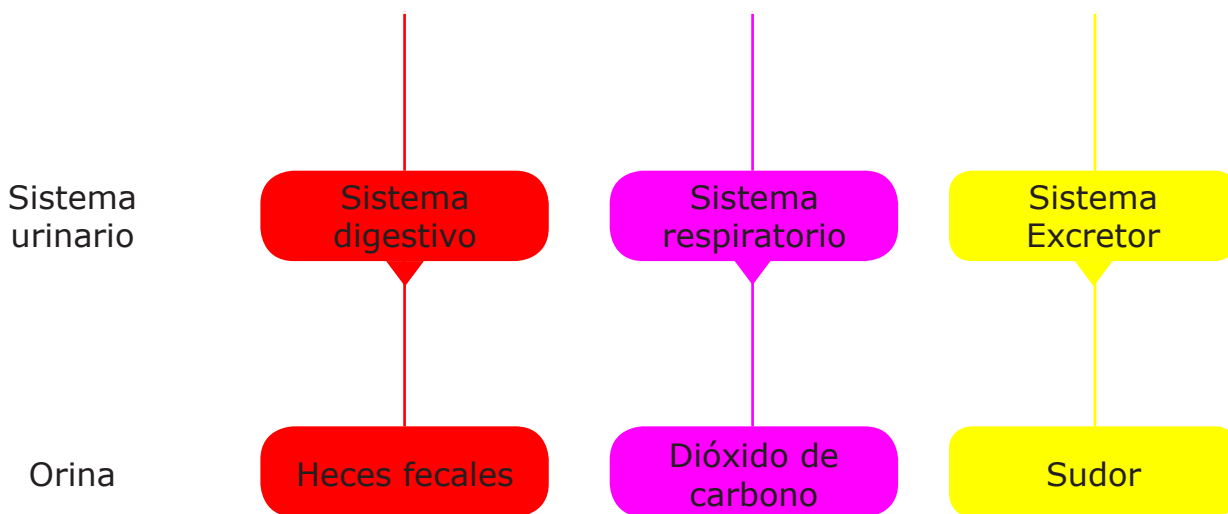 Sistema
urinario
Sistema
digestivo
Sistema
respiratorio
Sistema
Excretor
Orina
Heces fecales
Dióxido de
carbono
Sudor